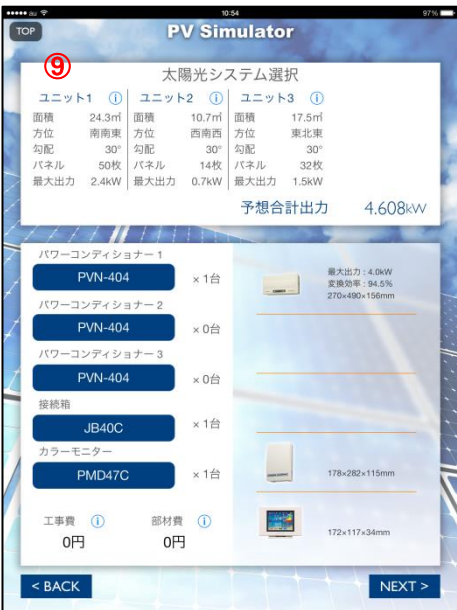 au 10:54 97%
TOP PV Simulator
⑨
太陽光システム選択
ユニット1 ⓘ ユニット2 ⓘ ユニット3 ⓘ
面積 24.3㎡ 面積 10.7㎡ 面積 17.5㎡
方位 南南東 方位 西南西 方位 東北東
勾配 30° 勾配 30° 勾配 30°
パネル 50枚 パネル 14枚 パネル 32枚
最大出力 2.4kW 最大出力 0.7kW 最大出力 1.5kW
予想合計出力 4.608kW
パワーコンディショナー 1
PVN-404 ×1台
最大出力：4.0kW
変換効率：94.5%
270×490×156mm
パワーコンディショナー 2
PVN-404 ×0台
パワーコンディショナー 3
PVN-404 ×0台
接続箱
JB40C ×1台
178×282×115mm
カラーモニター
PMD47C ×1台
172×117×34mm
工事費 ⓘ 部材費 ⓘ
0円 0円
< BACK NEXT >